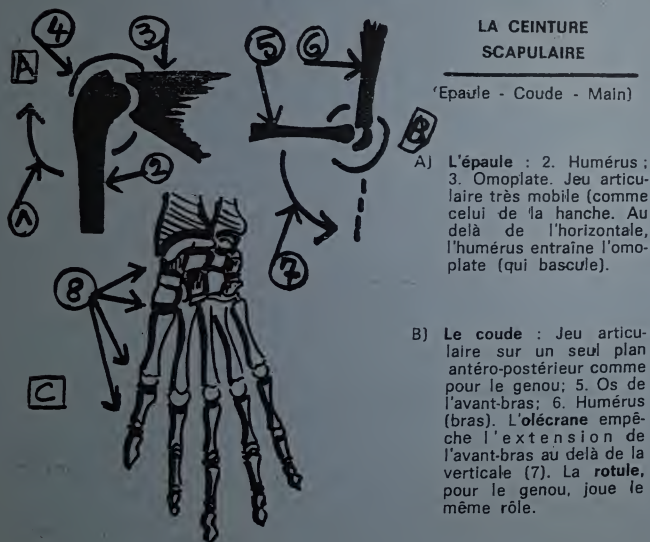 LA CEINTURE
SCAPULAIRE
(Epaule - Coude - Main)
A) L'épaule : 2. Humérus ;
3. Omoplate. Jeu articu-
laire très mobile (comme
celui de la hanche. Au
delà de l'horizontale,
l'humérus entraîne l'omo-
plate (qui bascule).
B) Le coude : Jeu articu-
laire sur un seul plan
antéro-postérieur comme
pour le genou; 5. Os de
l'avant-bras; 6. Humérus
(bras). L'olécrane empê-
che l'extension de
l'avant-bras au delà de la
verticale (7). La rotule,
pour le genou, joue le
même rôle.
4
3
A
2
1
5
6
B
7
8
C